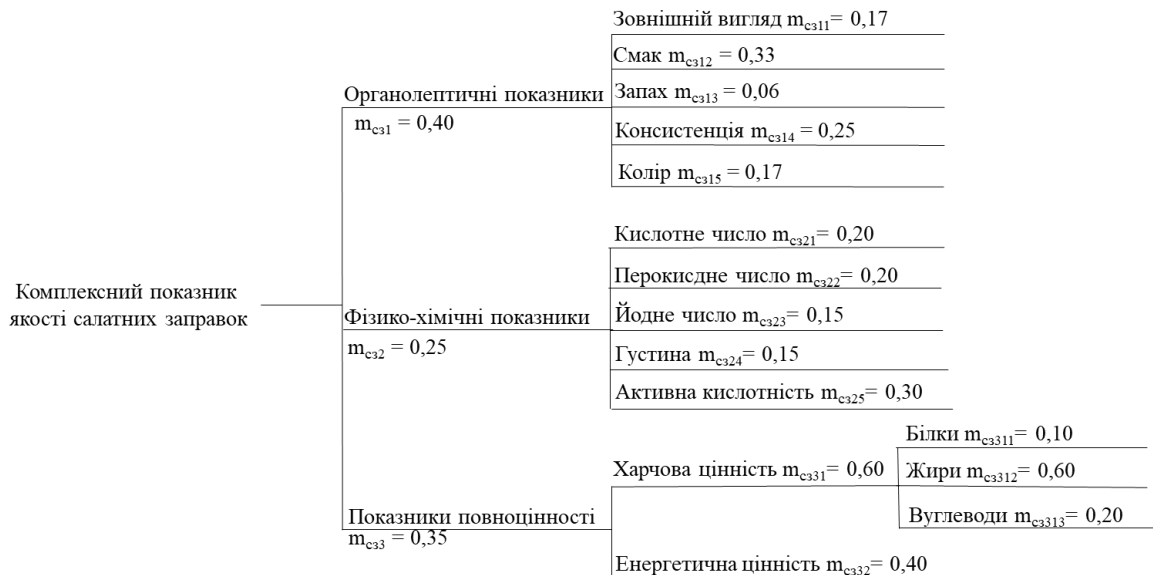 Комплексний показник
якості салатних заправок
Органолептичні показники
mсз1 = 0,40
Зовнішній вигляд mсз11= 0,17
Смак mсз12 = 0,33
Запах mсз13 = 0,06
Консистенція mсз14 = 0,25
Колір mсз15 = 0,17
Фізико-хімічні показники
mсз2 = 0,25
Кислотне число mсз21= 0,20
Перокисдне число mсз22= 0,20
Йодне число mсз23= 0,15
Густина mсз24= 0,15
Активна кислотність mсз25= 0,30
Показники повноцінності
mсз3 = 0,35
Харчова цінність mсз31= 0,60
Білки mсз311= 0,10
Жири mсз312= 0,60
Вуглеводи mсз313= 0,20
Енергетична цінність mсз32= 0,40